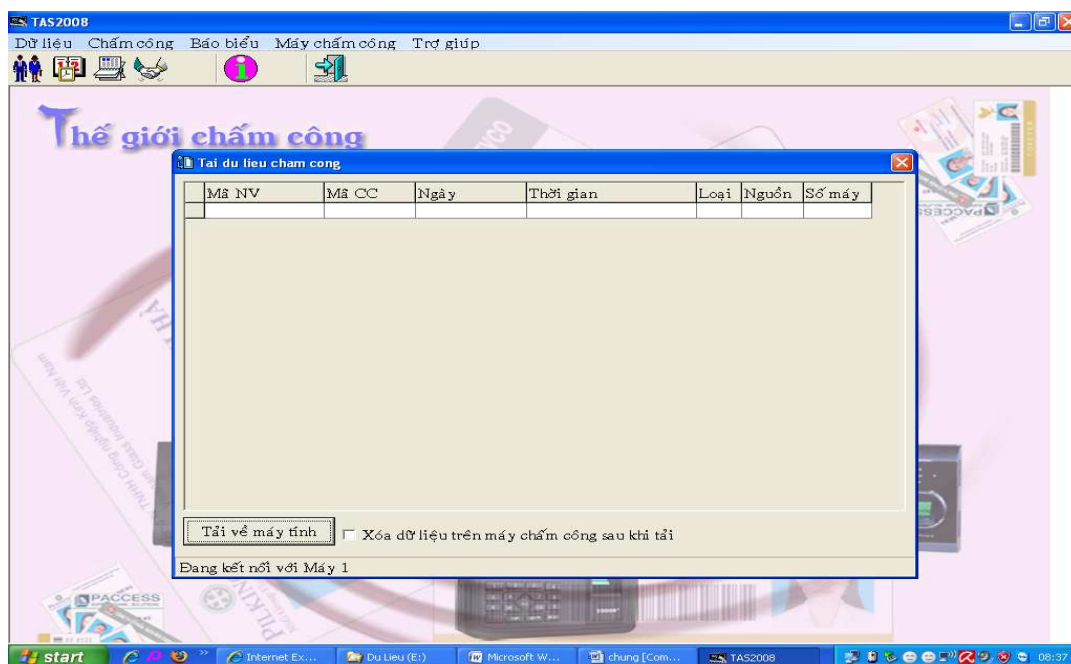 TAS2008
Dữ liệu Chấm công Báo biểu Máy chấm công Trợ giúp
Thế giới chấm công
Tai du lieu cham cong
Mã NV Mã CC Ngày Thời gian Loại Nguồn Số máy
Tải về máy tính Xóa dữ liệu trên máy chấm công sau khi tải
Đang kết nối với Máy 1
PACCESS
start Internet Ex... Du Lieu (E:) Microsoft W... chung [Com... TAS2008 08:37